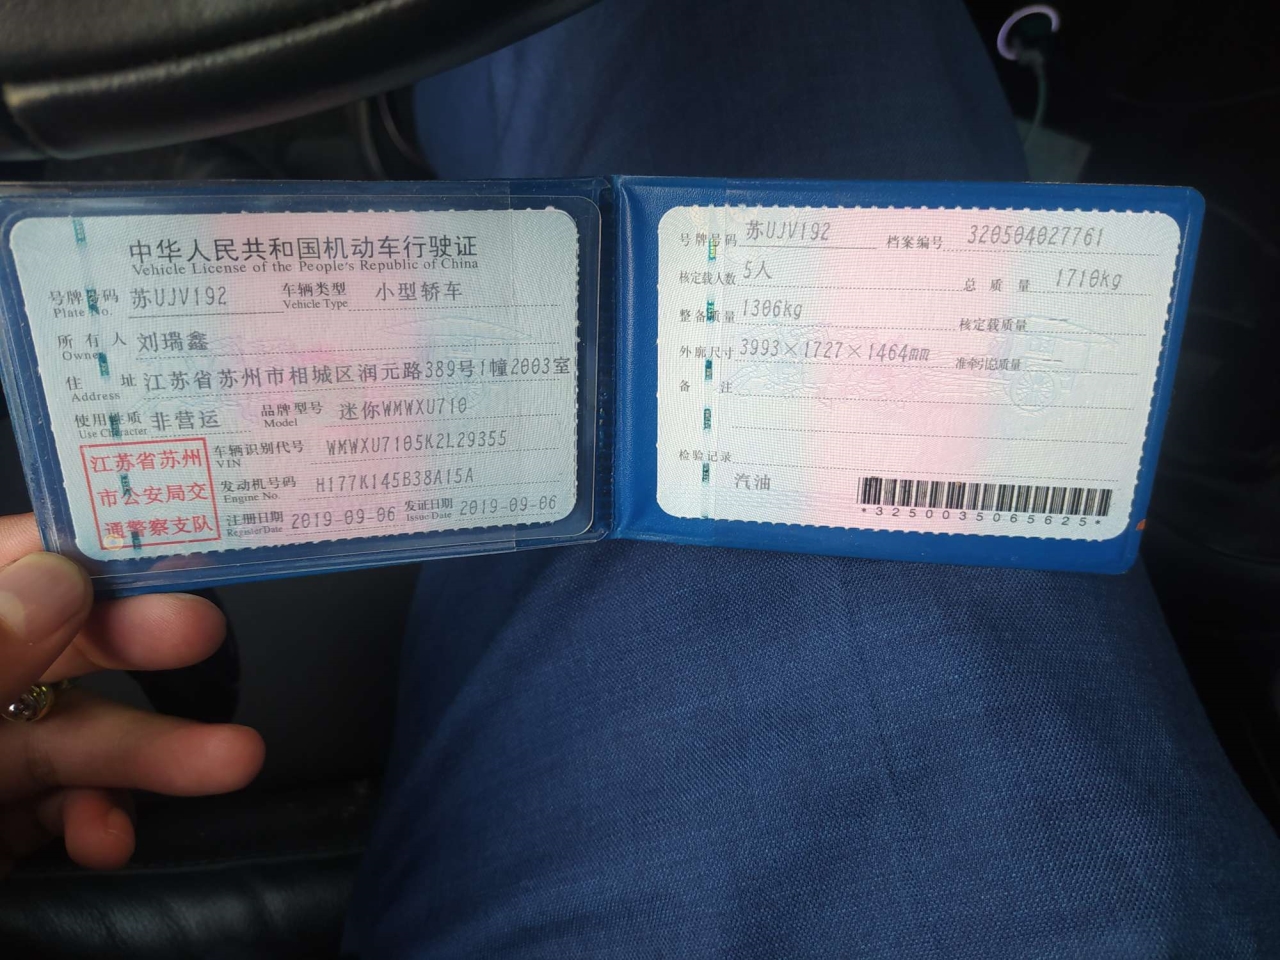 中华人民共和国机动车行驶证
Vehicle License of the People's Republic of China
号牌号码 苏UJV192 车辆类型 小型轿车
Plate No. Vehicle Type
所有人 刘瑞鑫
Owner
住址 江苏省苏州市相城区润元路389号1幢2003室
Address
使用性质 非营运 品牌型号 迷你WMWXU710
Use Character Model
江苏省苏州
市公安局交
通警察支队
车辆识别代号 WMWXU7105K2L29355
VIN
发动机号码 H177K145B38A15A
Engine No.
注册日期 2019-09-06 发证日期 2019-09-06
Register Date Issue Date
号牌号码 苏UJV192 档案编号 320504027761
核定载人数 5人 总质量 1710kg
整备质量 1306kg 核定载质量 —
外廓尺寸 3993×1727×1464mm 准牵引总质量 —
备注
检验记录
汽油
*3250035065625*